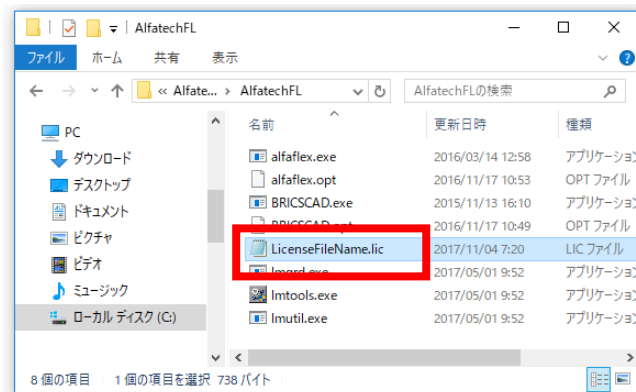 AlfatechFL
ファイル ホーム 共有 表示
« Alfate... › AlfatechFL AlfatechFLの検索
名前 更新日時 種類
PC
ダウンロード
デスクトップ
ドキュメント
ピクチャ
ビデオ
ミュージック
ローカル ディスク (C:)
alfaflex.exe 2016/03/14 12:58 アプリケーション
alfaflex.opt 2016/11/17 10:53 OPT ファイル
BRICSCAD.exe 2015/11/13 16:10 アプリケーション
BRICSCAD.opt 2016/11/17 10:49 OPT ファイル
LicenseFileName.lic 2017/11/04 7:20 LIC ファイル
lmgrd.exe 2017/05/01 9:52 アプリケーション
lmtools.exe 2017/05/01 9:52 アプリケーション
lmutil.exe 2017/05/01 9:52 アプリケーション
8 個の項目 1 個の項目を選択 738 バイト